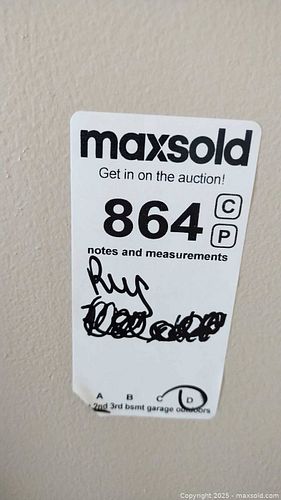 maxsold
Get in on the auction!
864 C
P
notes and measurements
Rug
A B C D
2nd 3rd bsmt garage outdoors
Copyright 2025 - maxsold.com